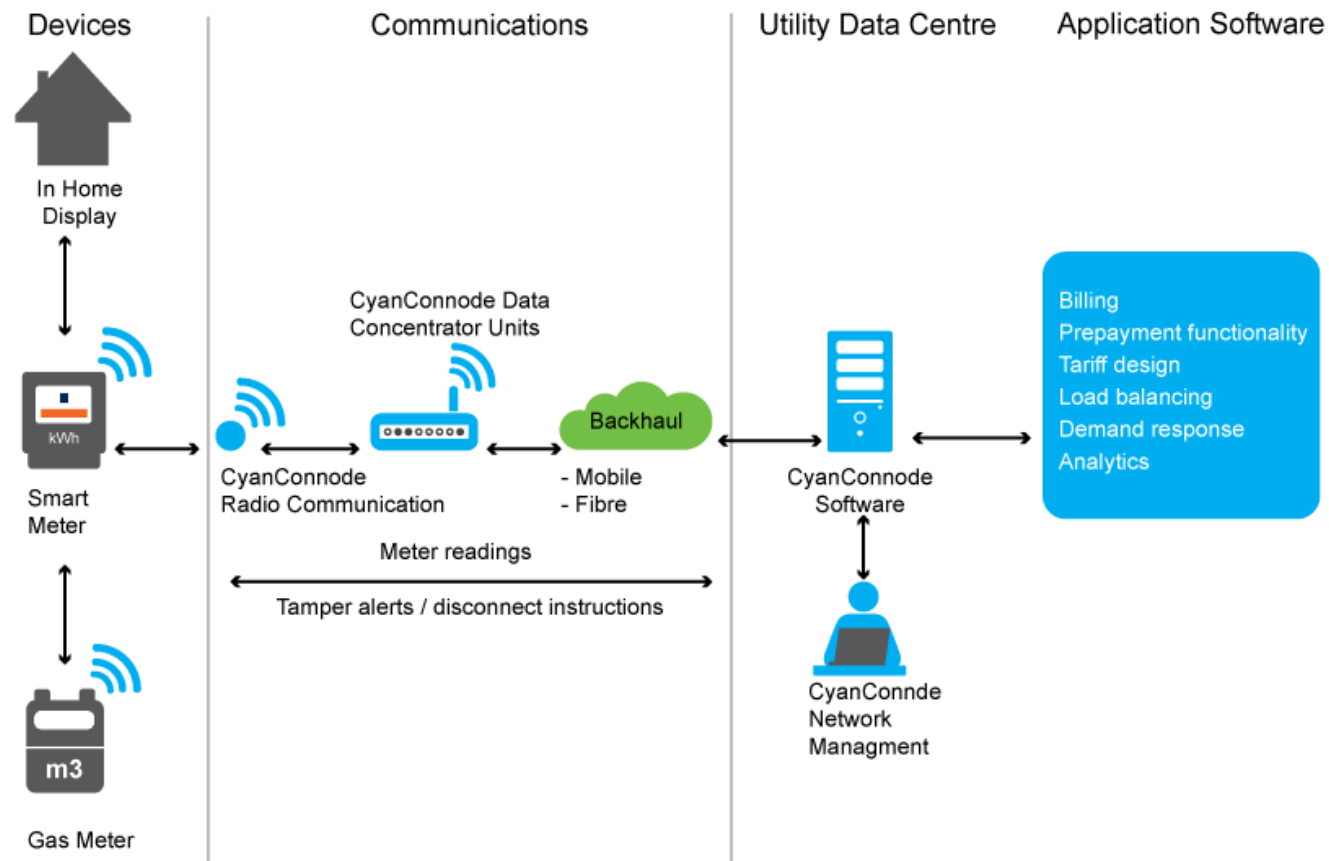 Devices
Communications
Utility Data Centre
Application Software
In Home
Display
kWh
Smart
Meter
m3
Gas Meter
CyanConnode Data
Concentrator Units
CyanConnode
Radio Communication
Backhaul
- Mobile
- Fibre
Meter readings
Tamper alerts / disconnect instructions
CyanConnode
Software
CyanConnde
Network
Managment
Billing
Prepayment functionality
Tariff design
Load balancing
Demand response
Analytics